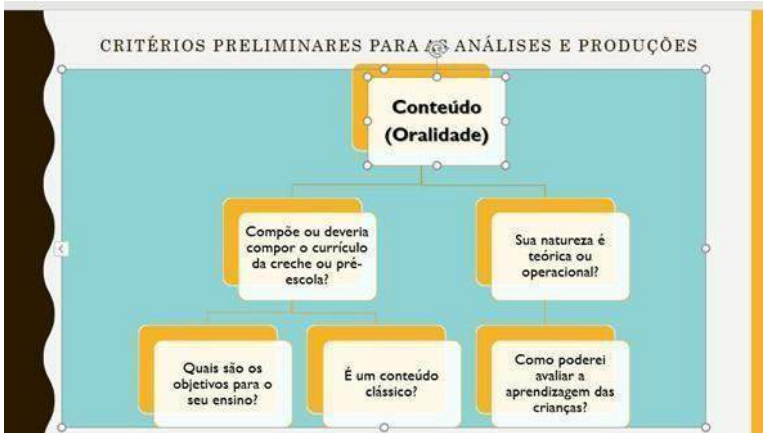 CRITÉRIOS PRELIMINARES PARA AS ANÁLISES E PRODUÇÕES
Conteúdo
(Oralidade)
Compõe ou deveria
compor o currículo
da creche ou pré-
escola?
Sua natureza é
teórica ou
operacional?
Quais são os
objetivos para o
seu ensino?
É um conteúdo
clássico?
Como poderei
avaliar a
aprendizagem das
crianças?